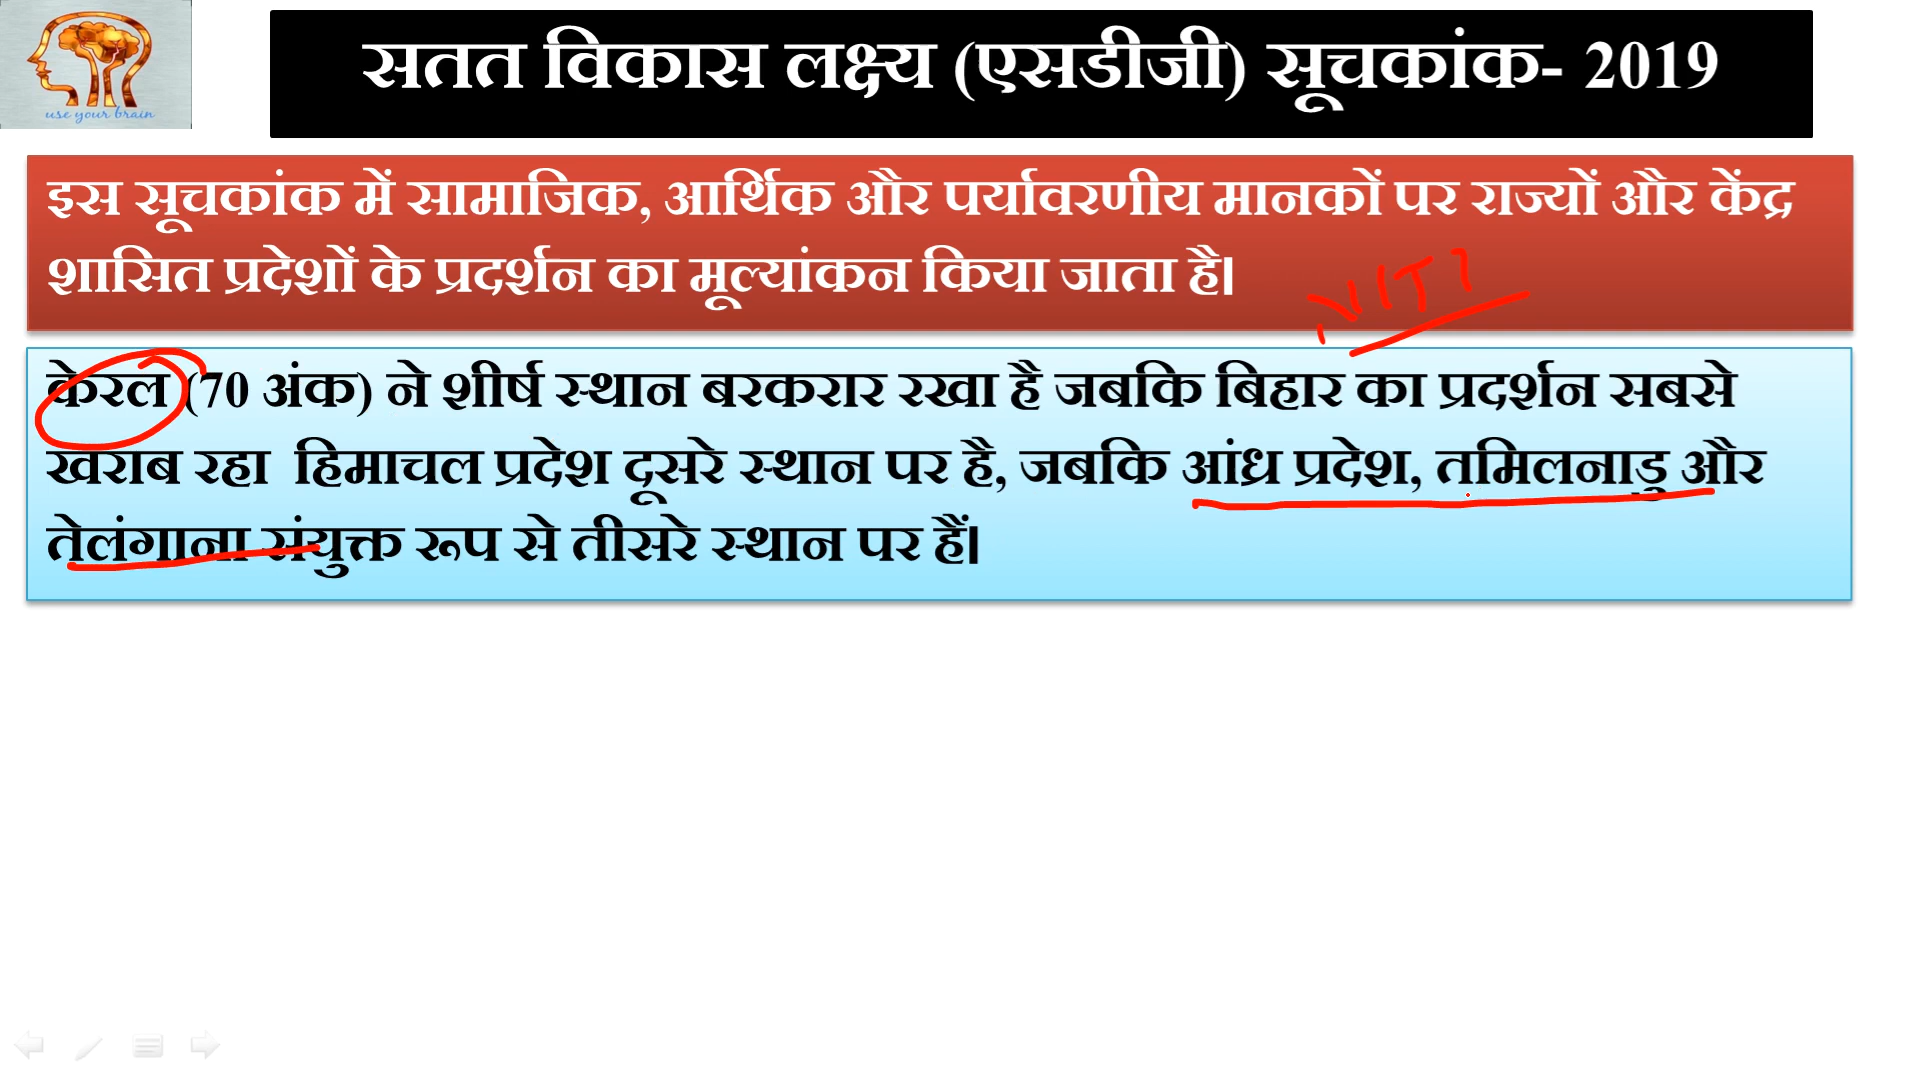 use your brain
सतत विकास लक्ष्य (एसडीजी) सूचकांक- 2019
इस सूचकांक में सामाजिक, आर्थिक और पर्यावरणीय मानकों पर राज्यों और केंद्र
शासित प्रदेशों के प्रदर्शन का मूल्यांकन किया जाता है।
केरल (70 अंक) ने शीर्ष स्थान बरकरार रखा है जबकि बिहार का प्रदर्शन सबसे
खराब रहा हिमाचल प्रदेश दूसरे स्थान पर है, जबकि आंध्र प्रदेश, तमिलनाडु और
तेलंगाना संयुक्त रूप से तीसरे स्थान पर हैं।